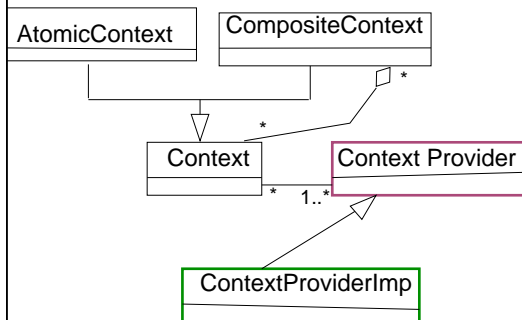 AtomicContext
CompositeContext
*
*
Context
Context Provider
*
1..*
ContextProviderImp